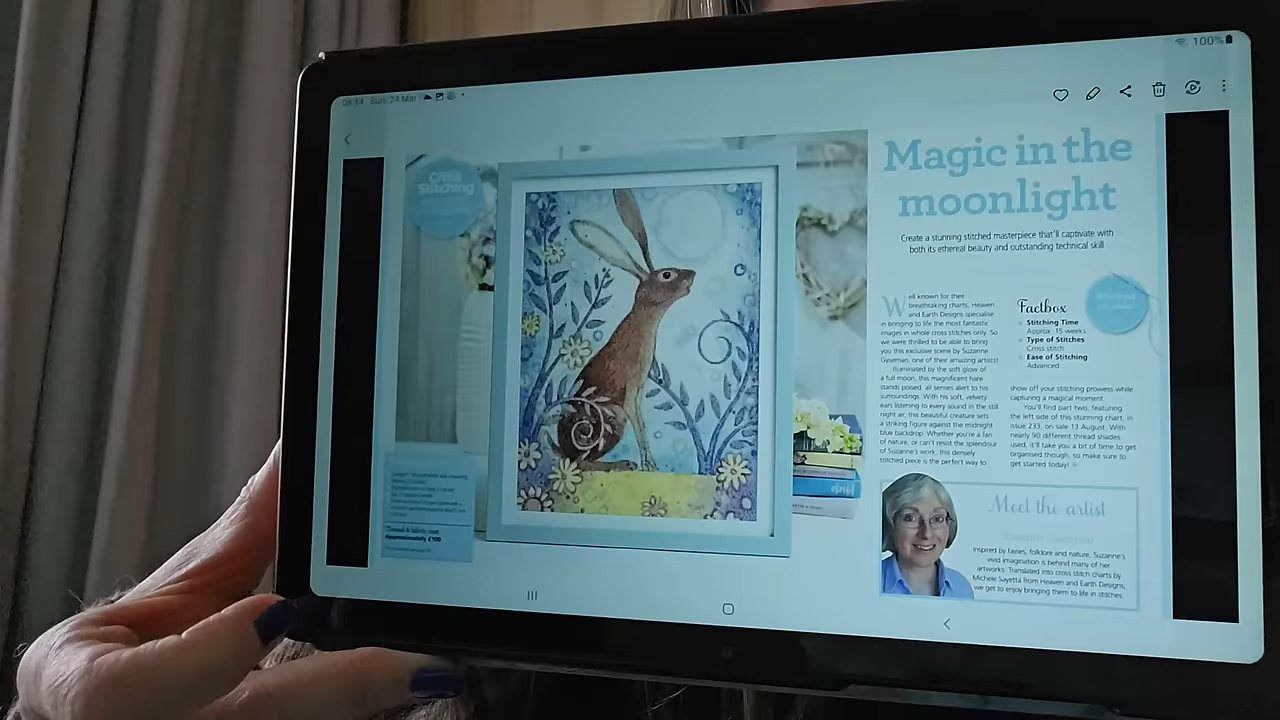 08:14 Sun, 24 Mar
100%
Cross
Stitching
Magic in the
moonlight
Create a stunning stitched masterpiece that'll captivate with
both its ethereal beauty and outstanding technical skill
Well known for their
breathtaking charts, Heaven
and Earth Designs specialise
in bringing to life the most fantastic
images in whole cross stitches only. So
we were thrilled to be able to bring
you this exclusive scene by Suzanne
Gyseman, one of their amazing artists!
Illuminated by the soft glow of
a full moon, this magnificent hare
stands poised, all senses alert to his
surroundings. With his soft, velvety
ears listening to every sound in the still
night air, this beautiful creature sets
a striking figure against the midnight
blue backdrop. Whether you're a fan
of nature, or can't resist the splendour
of Suzanne's work, this densely
stitched piece is the perfect way to
Factbox
Stitching Time
Approx. 15 weeks
Type of Stitches
Cross stitch
Ease of Stitching
Advanced
show off your stitching prowess while
capturing a magical moment.
You'll find part two, featuring
the left side of this stunning chart, in
issue 233, on sale 13 August. With
nearly 90 different thread shades
used, it'll take you a bit of time to get
organised though, so make sure to
get started today!
Thread & fabric cost
Approximately £100
Meet the artist
Suzanne Gyseman
Inspired by fairies, folklore and nature, Suzanne's
vivid imagination is behind many of her
artworks. Translated into cross stitch charts by
Michele Sayetta from Heaven and Earth Designs,
we get to enjoy bringing them to life in stitches.